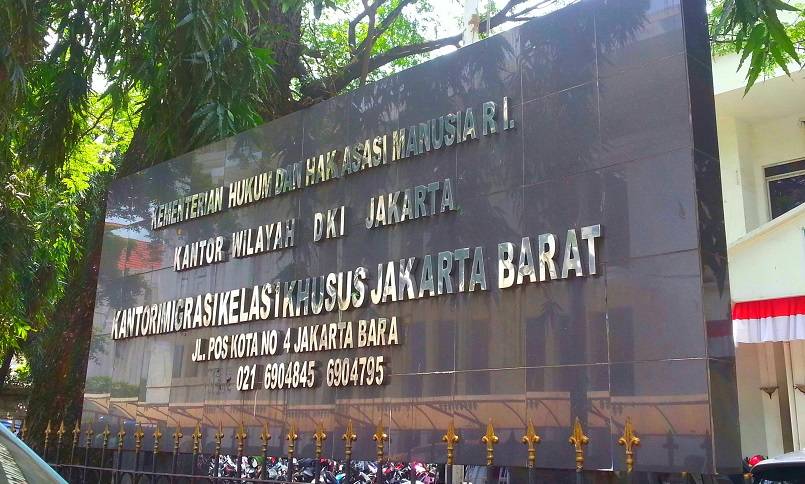 KEMENTERIAN HUKUM DAN HAK ASASI MANUSIA R I.
KANTOR WILAYAH DKI JAKARTA
KANTOR IMIGRASI KELAS I KHUSUS JAKARTA BARAT
JL. POS KOTA NO 4 JAKARTA BARA
021 6904845 6904795